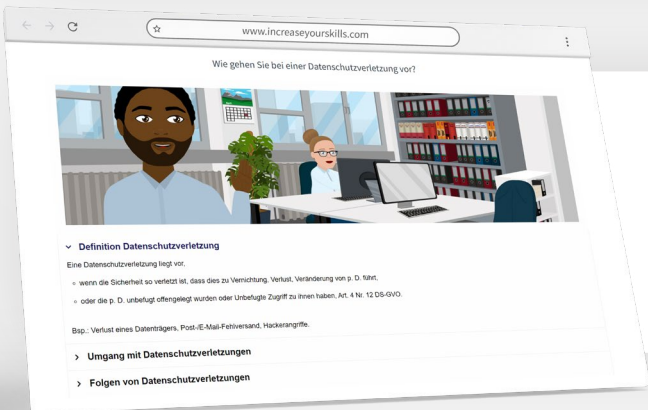 www.increaseyourskills.com
Wie gehen Sie bei einer Datenschutzverletzung vor?
Definition Datenschutzverletzung
Eine Datenschutzverletzung liegt vor,
wenn die Sicherheit so verletzt ist, dass dies zu Vernichtung, Verlust, Veränderung von p. D. führt,
oder die p. D. unbefugt offengelegt wurden oder Unbefugte Zugriff zu ihnen haben, Art. 4 Nr. 12 DS-GVO.
Bsp.: Verlust eines Datenträgers, Post-/E-Mail-Fehlversand, Hackerangriffe.
Umgang mit Datenschutzverletzungen
Folgen von Datenschutzverletzungen